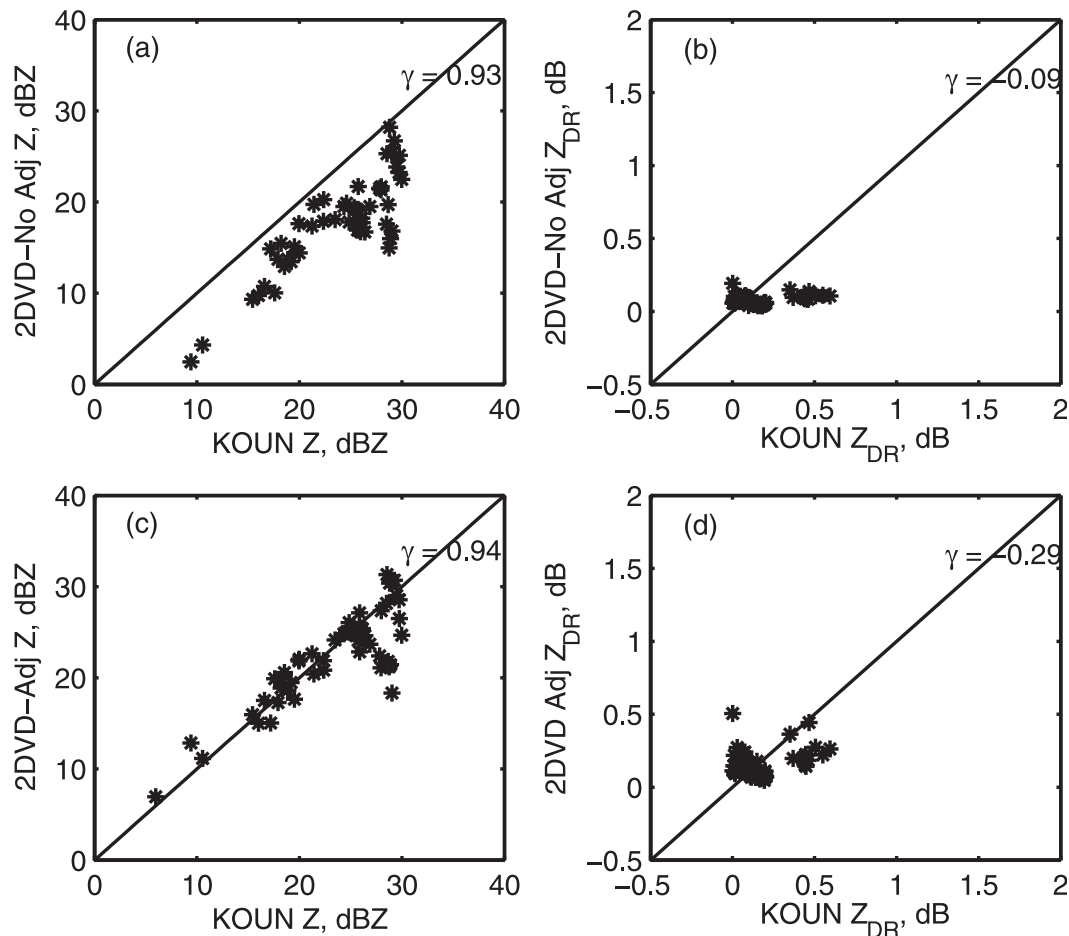 (a)
γ = 0.93
2DVD−No Adj Z, dBZ
40
30
20
10
0
0 10 20 30 40
KOUN Z, dBZ
(b)
γ = −0.09
2DVD−No Adj Z_DR, dB
2
1.5
1
0.5
0
−0.5
−0.5 0 0.5 1 1.5 2
KOUN Z_DR, dB
(c)
γ = 0.94
2DVD−Adj Z, dBZ
40
30
20
10
0
0 10 20 30 40
KOUN Z, dBZ
(d)
γ = −0.29
2DVD Adj Z_DR, dB
2
1.5
1
0.5
0
−0.5
−0.5 0 0.5 1 1.5 2
KOUN Z_DR, dB